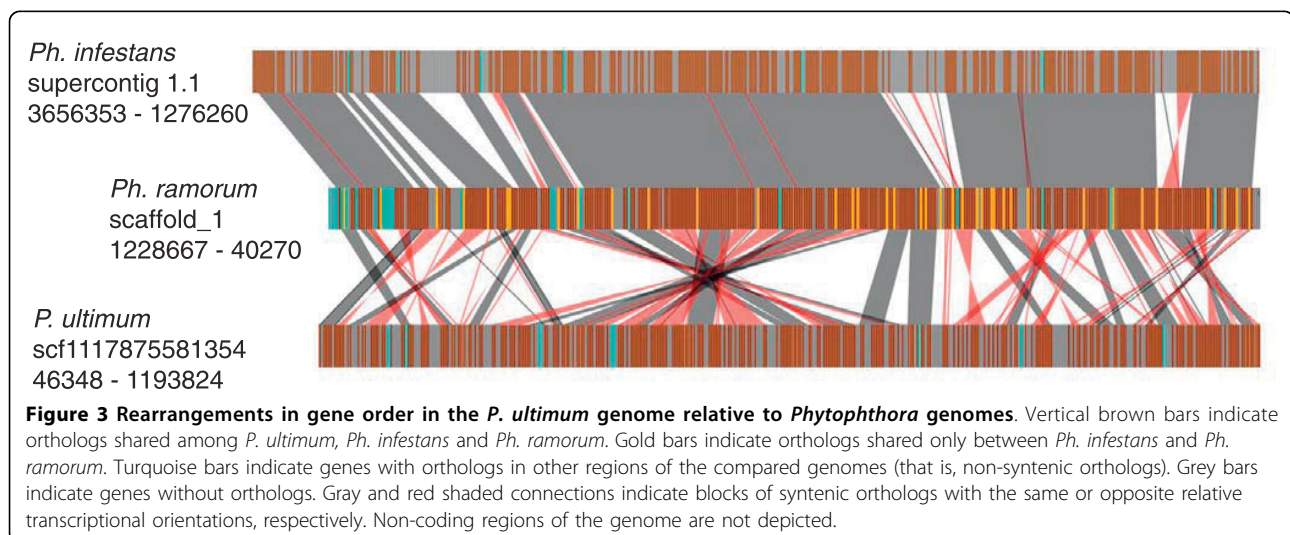 Ph. infestans
supercontig 1.1
3656353 - 1276260
Ph. ramorum
scaffold_1
1228667 - 40270
P. ultimum
scf1117875581354
46348 - 1193824
Figure 3 Rearrangements in gene order in the P. ultimum genome relative to Phytophthora genomes. Vertical brown bars indicate
orthologs shared among P. ultimum, Ph. infestans and Ph. ramorum. Gold bars indicate orthologs shared only between Ph. infestans and Ph.
ramorum. Turquoise bars indicate genes with orthologs in other regions of the compared genomes (that is, non-syntenic orthologs). Grey bars
indicate genes without orthologs. Gray and red shaded connections indicate blocks of syntenic orthologs with the same or opposite relative
transcriptional orientations, respectively. Non-coding regions of the genome are not depicted.